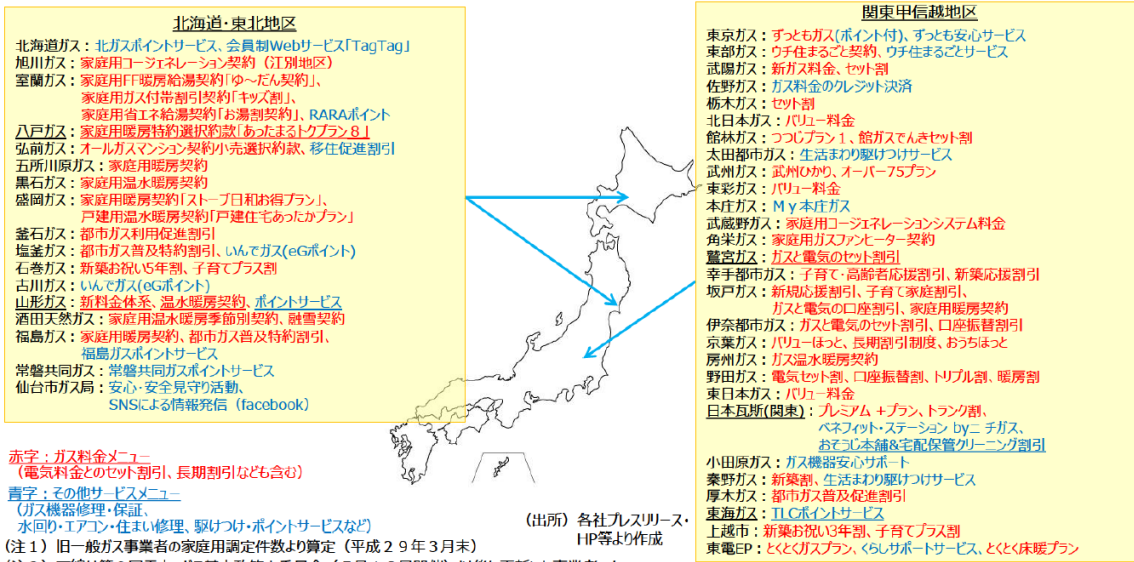 北海道・東北地区
北海道ガス：北ガスポイントサービス、会員制Webサービス「TagTag」
旭川ガス：家庭用コージェネレーション契約（江別地区）
室蘭ガス：家庭用FF暖房給湯契約「ゆ～だん契約」、
家庭用ガス付帯割引契約「キッズ割」、
家庭用省エネ給湯契約「お湯割契約」、RARAポイント
八戸ガス：家庭用暖房特約選択約款「あったまるトクプラン８」
弘前ガス：オールガスマンション契約小売選択約款、移住促進割引
五所川原ガス：家庭用暖房契約
黒石ガス：家庭用温水暖房契約
盛岡ガス：家庭用暖房契約「ストーブ日和お得プラン」、
戸建用温水暖房契約「戸建住宅あったかプラン」
釜石ガス：都市ガス利用促進割引
塩釜ガス：都市ガス普及特約割引、いんでガス(eGポイント)
石巻ガス：新築お祝い5年割、子育てプラス割
古川ガス：いんでガス(eGポイント)
山形ガス：新料金体系、温水暖房契約、ポイントサービス
酒田天然ガス：家庭用温水暖房季節別契約、融雪契約
福島ガス：家庭用暖房契約、都市ガス普及特約割引、
福島ガスポイントサービス
常磐共同ガス：常磐共同ガスポイントサービス
仙台市ガス局：安心・安全見守り活動、
SNSによる情報発信（facebook）
赤字：ガス料金メニュー
（電気料金とのセット割引、長期割引なども含む）
青字：その他サービスメニュー
（ガス機器修理・保証、
水回り・エアコン・住まい修理、駆けつけ・ポイントサービスなど）
（注１）旧一般ガス事業者の家庭用調定件数より算定（平成２９年３月末）
（出所）各社プレスリリース・
HP等より作成
関東甲信越地区
東京ガス：ずっともガス(ポイント付)、ずっとも安心サービス
東部ガス：ウチ住まるごと契約、ウチ住まるごとサービス
武陽ガス：新ガス料金、セット割
佐野ガス：ガス料金のクレジット決済
栃木ガス：セット割
北日本ガス：バリュー料金
館林ガス：つつじプラン１、館ガスでんきセット割
太田都市ガス：生活まわり駆けつけサービス
武州ガス：武州ひかり、オーバー75プラン
東彩ガス：バリュー料金
本庄ガス：Ｍｙ本庄ガス
武蔵野ガス：家庭用コージェネレーションシステム料金
角栄ガス：家庭用ガスファンヒーター契約
鷲宮ガス：ガスと電気のセット割引
幸手都市ガス：子育て・高齢者応援割引、新築応援割引
坂戸ガス：新規応援割引、子育て家庭割引、
ガスと電気の口座割引、家庭用暖房契約
伊奈都市ガス：ガスと電気のセット割引、口座振替割引
京葉ガス：バリューほっと、長期割引制度、おうちほっと
房州ガス：ガス温水暖房契約
野田ガス：電気セット割、口座振替割、トリプル割、暖房割
東日本ガス：バリュー料金
日本瓦斯(関東)：プレミアム +プラン、トランク割、
ベネフィット・ステーション byニチガス、
おそうじ本舗&宅配保管クリーニング割引
小田原ガス：ガス機器安心サポート
秦野ガス：新築割、生活まわり駆けつけサービス
厚木ガス：都市ガス普及促進割引
東海ガス：TLCポイントサービス
上越市：新築お祝い3年割、子育てプラス割
東電EP：とくとくガスプラン、くらしサポートサービス、とくとく床暖プラン